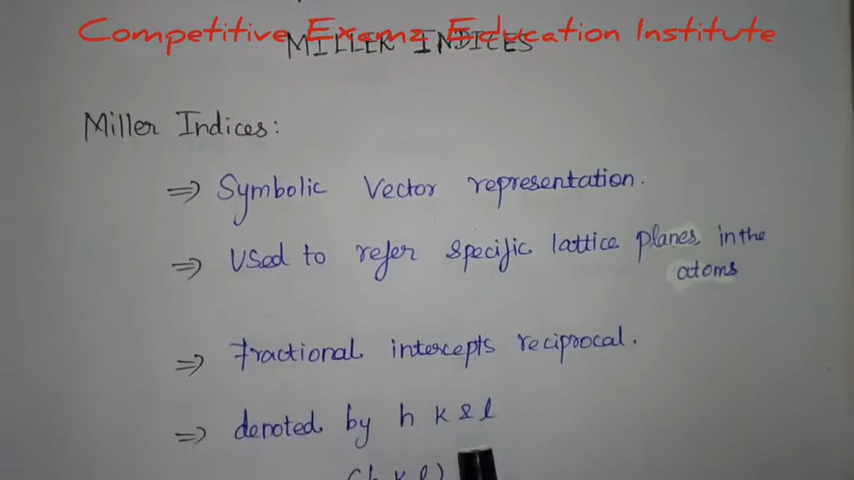 Competitive Exams Education Institute
MILLER INDICES
Miller Indices:
⇒ Symbolic Vector representation.
⇒ Used to refer specific lattice planes in the
atoms
⇒ Fractional intercepts reciprocal.
⇒ denoted by h k & l
(h k l)